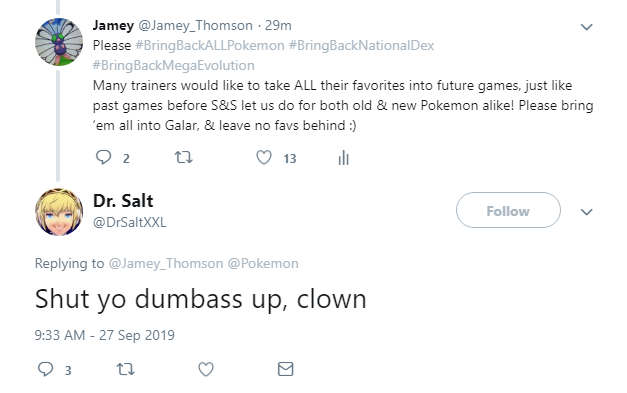 Jamey @Jamey_Thomson · 29m
Please #BringBackALLPokemon #BringBackNationalDex
#BringBackMegaEvolution
Many trainers would like to take ALL their favorites into future games, just like
past games before S&S let us do for both old & new Pokemon alike! Please bring
'em all into Galar, & leave no favs behind :)
2 13
Dr. Salt
@DrSaltXXL
Follow
Replying to @Jamey_Thomson @Pokemon
Shut yo dumbass up, clown
9:33 AM - 27 Sep 2019
3